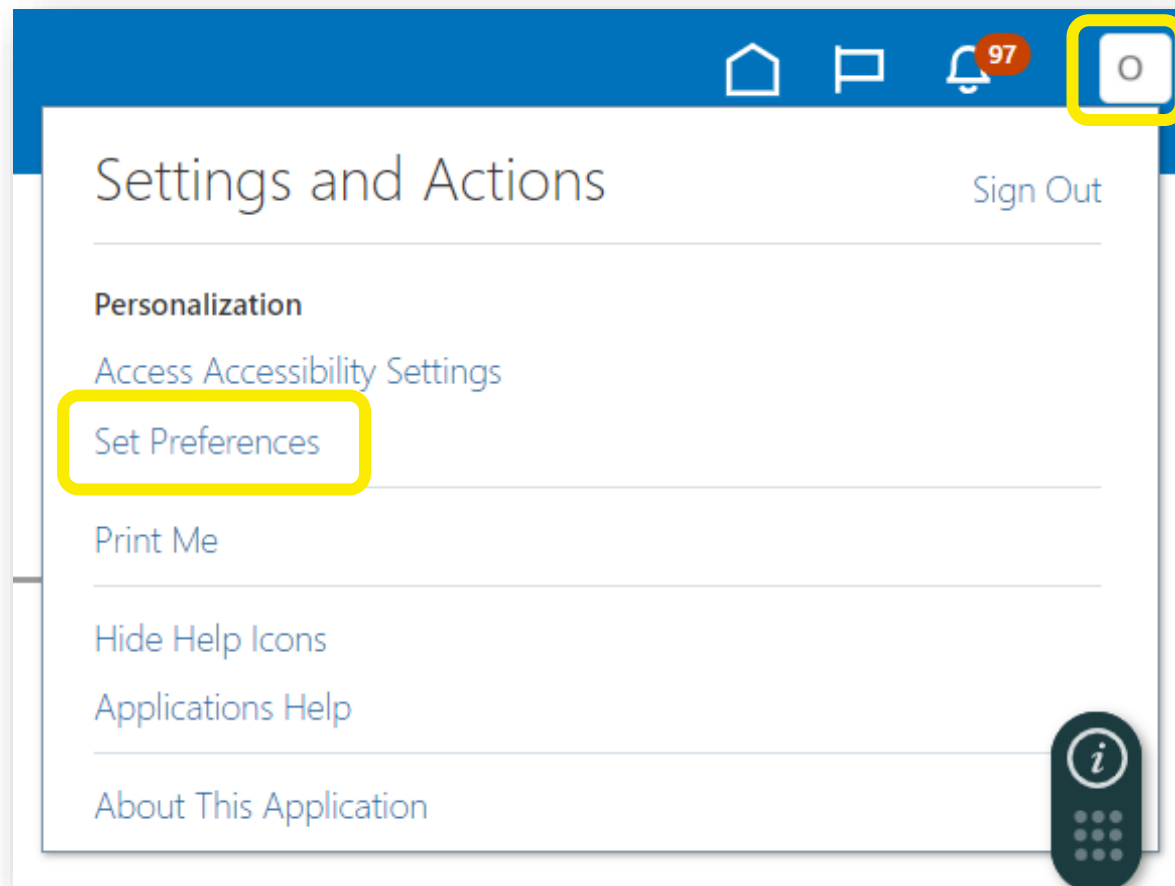 97
O
Settings and Actions
Sign Out
Personalization
Access Accessibility Settings
Set Preferences
Print Me
Hide Help Icons
Applications Help
i
About This Application